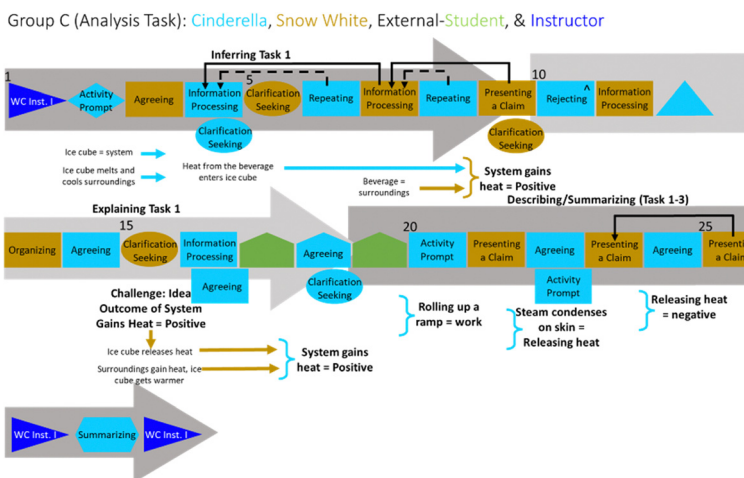 Group C (Analysis Task): Cinderella, Snow White, External-Student, & Instructor
Inferring Task 1
1
5
10
WC Inst. I
Activity
Prompt
Agreeing
Information
Processing
Clarification
Seeking
Clarification
Seeking
Repeating
Information
Processing
Repeating
Presenting
a Claim
Clarification
Seeking
Rejecting
^
Information
Processing
Ice cube = system
Ice cube melts and
cools surroundings
Heat from the beverage
enters ice cube
Beverage =
surroundings
System gains
heat = Positive
Explaining Task 1
Describing/Summarizing (Task 1-3)
15
20
25
Organizing
Agreeing
Clarification
Seeking
Information
Processing
Agreeing
Agreeing
Clarification
Seeking
Activity
Prompt
Presenting
a Claim
Agreeing
Activity
Prompt
Presenting
a Claim
Agreeing
Presenting
a Claim
Challenge: Idea
Outcome of System
Gains Heat = Positive
Ice cube releases heat
Surroundings gain heat, ice
cube gets warmer
System gains
heat = Positive
Rolling up a
ramp = work
Steam condenses
on skin =
Releasing heat
Releasing heat
= negative
WC Inst. I
Summarizing
WC Inst. I